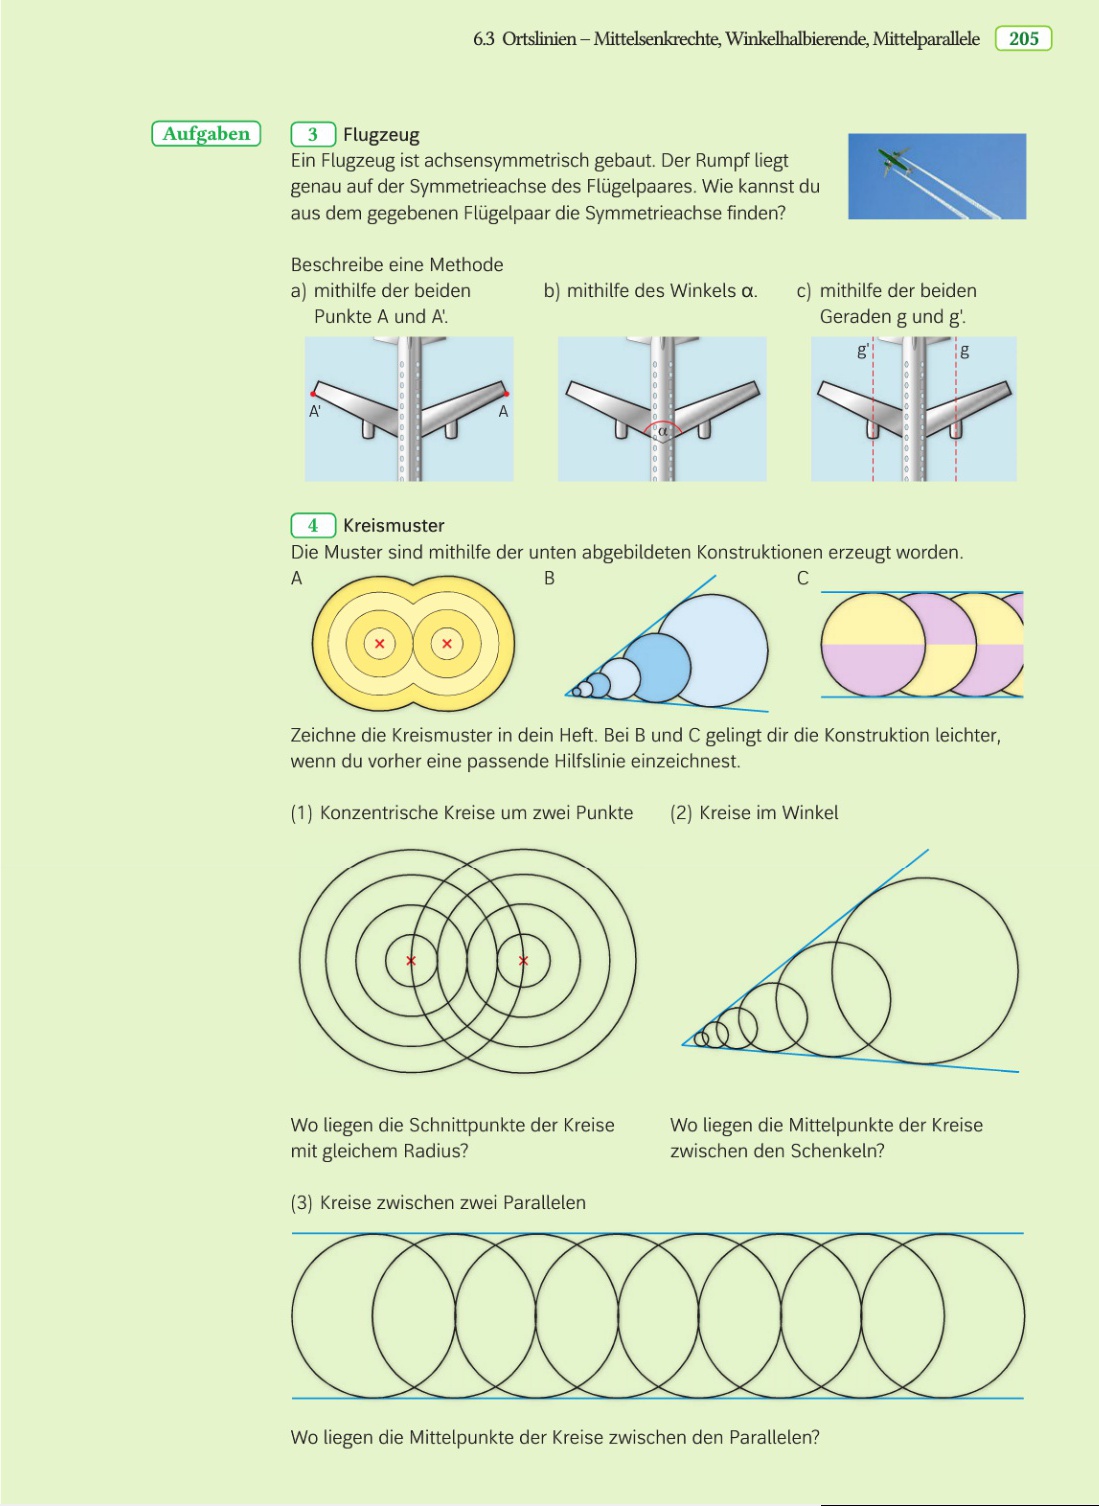 6.3 Ortslinien – Mittelsenkrechte, Winkelhalbierende, Mittelparallele 205
Aufgaben
3 Flugzeug
Ein Flugzeug ist achsensymmetrisch gebaut. Der Rumpf liegt
genau auf der Symmetrieachse des Flügelpaares. Wie kannst du
aus dem gegebenen Flügelpaar die Symmetrieachse finden?
Beschreibe eine Methode
a) mithilfe der beiden
Punkte A und A'.
b) mithilfe des Winkels α.
c) mithilfe der beiden
Geraden g und g'.
A' A
α
g' g
4 Kreismuster
Die Muster sind mithilfe der unten abgebildeten Konstruktionen erzeugt worden.
A B C
Zeichne die Kreismuster in dein Heft. Bei B und C gelingt dir die Konstruktion leichter,
wenn du vorher eine passende Hilfslinie einzeichnest.
(1) Konzentrische Kreise um zwei Punkte
(2) Kreise im Winkel
Wo liegen die Schnittpunkte der Kreise
mit gleichem Radius?
Wo liegen die Mittelpunkte der Kreise
zwischen den Schenkeln?
(3) Kreise zwischen zwei Parallelen
Wo liegen die Mittelpunkte der Kreise zwischen den Parallelen?